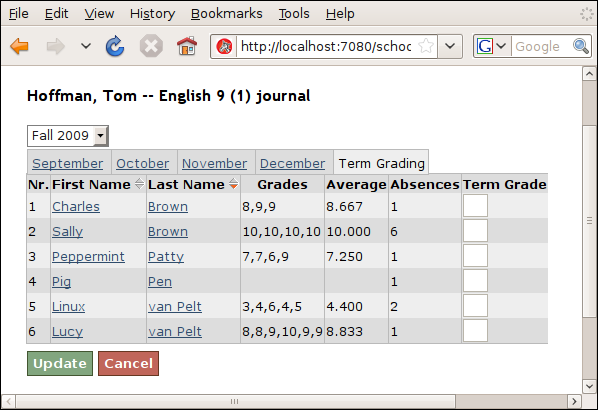 File Edit View History Bookmarks Tools Help
http://localhost:7080/schoo G Google
Hoffman, Tom -- English 9 (1) journal
Fall 2009
September October November December Term Grading
Nr. First Name Last Name Grades Average Absences Term Grade
1 Charles Brown 8,9,9 8.667 1
2 Sally Brown 10,10,10,10 10.000 6
3 Peppermint Patty 7,7,6,9 7.250 1
4 Pig Pen 1
5 Linux van Pelt 3,4,6,4,5 4.400 2
6 Lucy van Pelt 8,8,9,10,9,9 8.833 1
Update Cancel